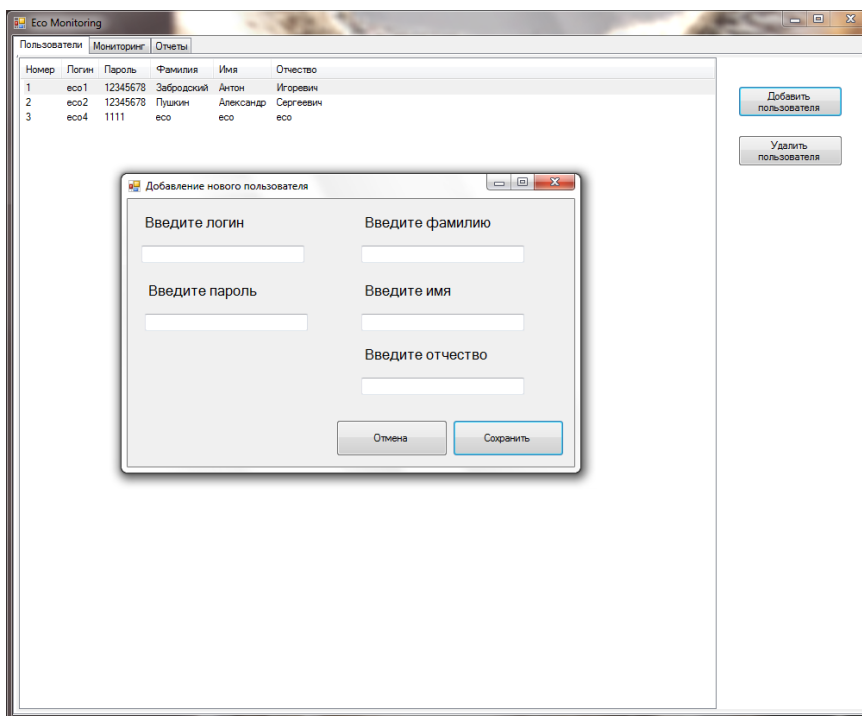 Eco Monitoring
Пользователи Мониторинг Отчеты
Номер Логин Пароль Фамилия Имя Отчество
1 eco1 12345678 Забродский Антон Игоревич
2 eco2 12345678 Пушкин Александр Сергеевич
3 eco4 1111 eco eco eco
Добавить
пользователя
Удалить
пользователя
Добавление нового пользователя
Введите логин Введите фамилию
Введите пароль Введите имя
Введите отчество
Отмена Сохранить